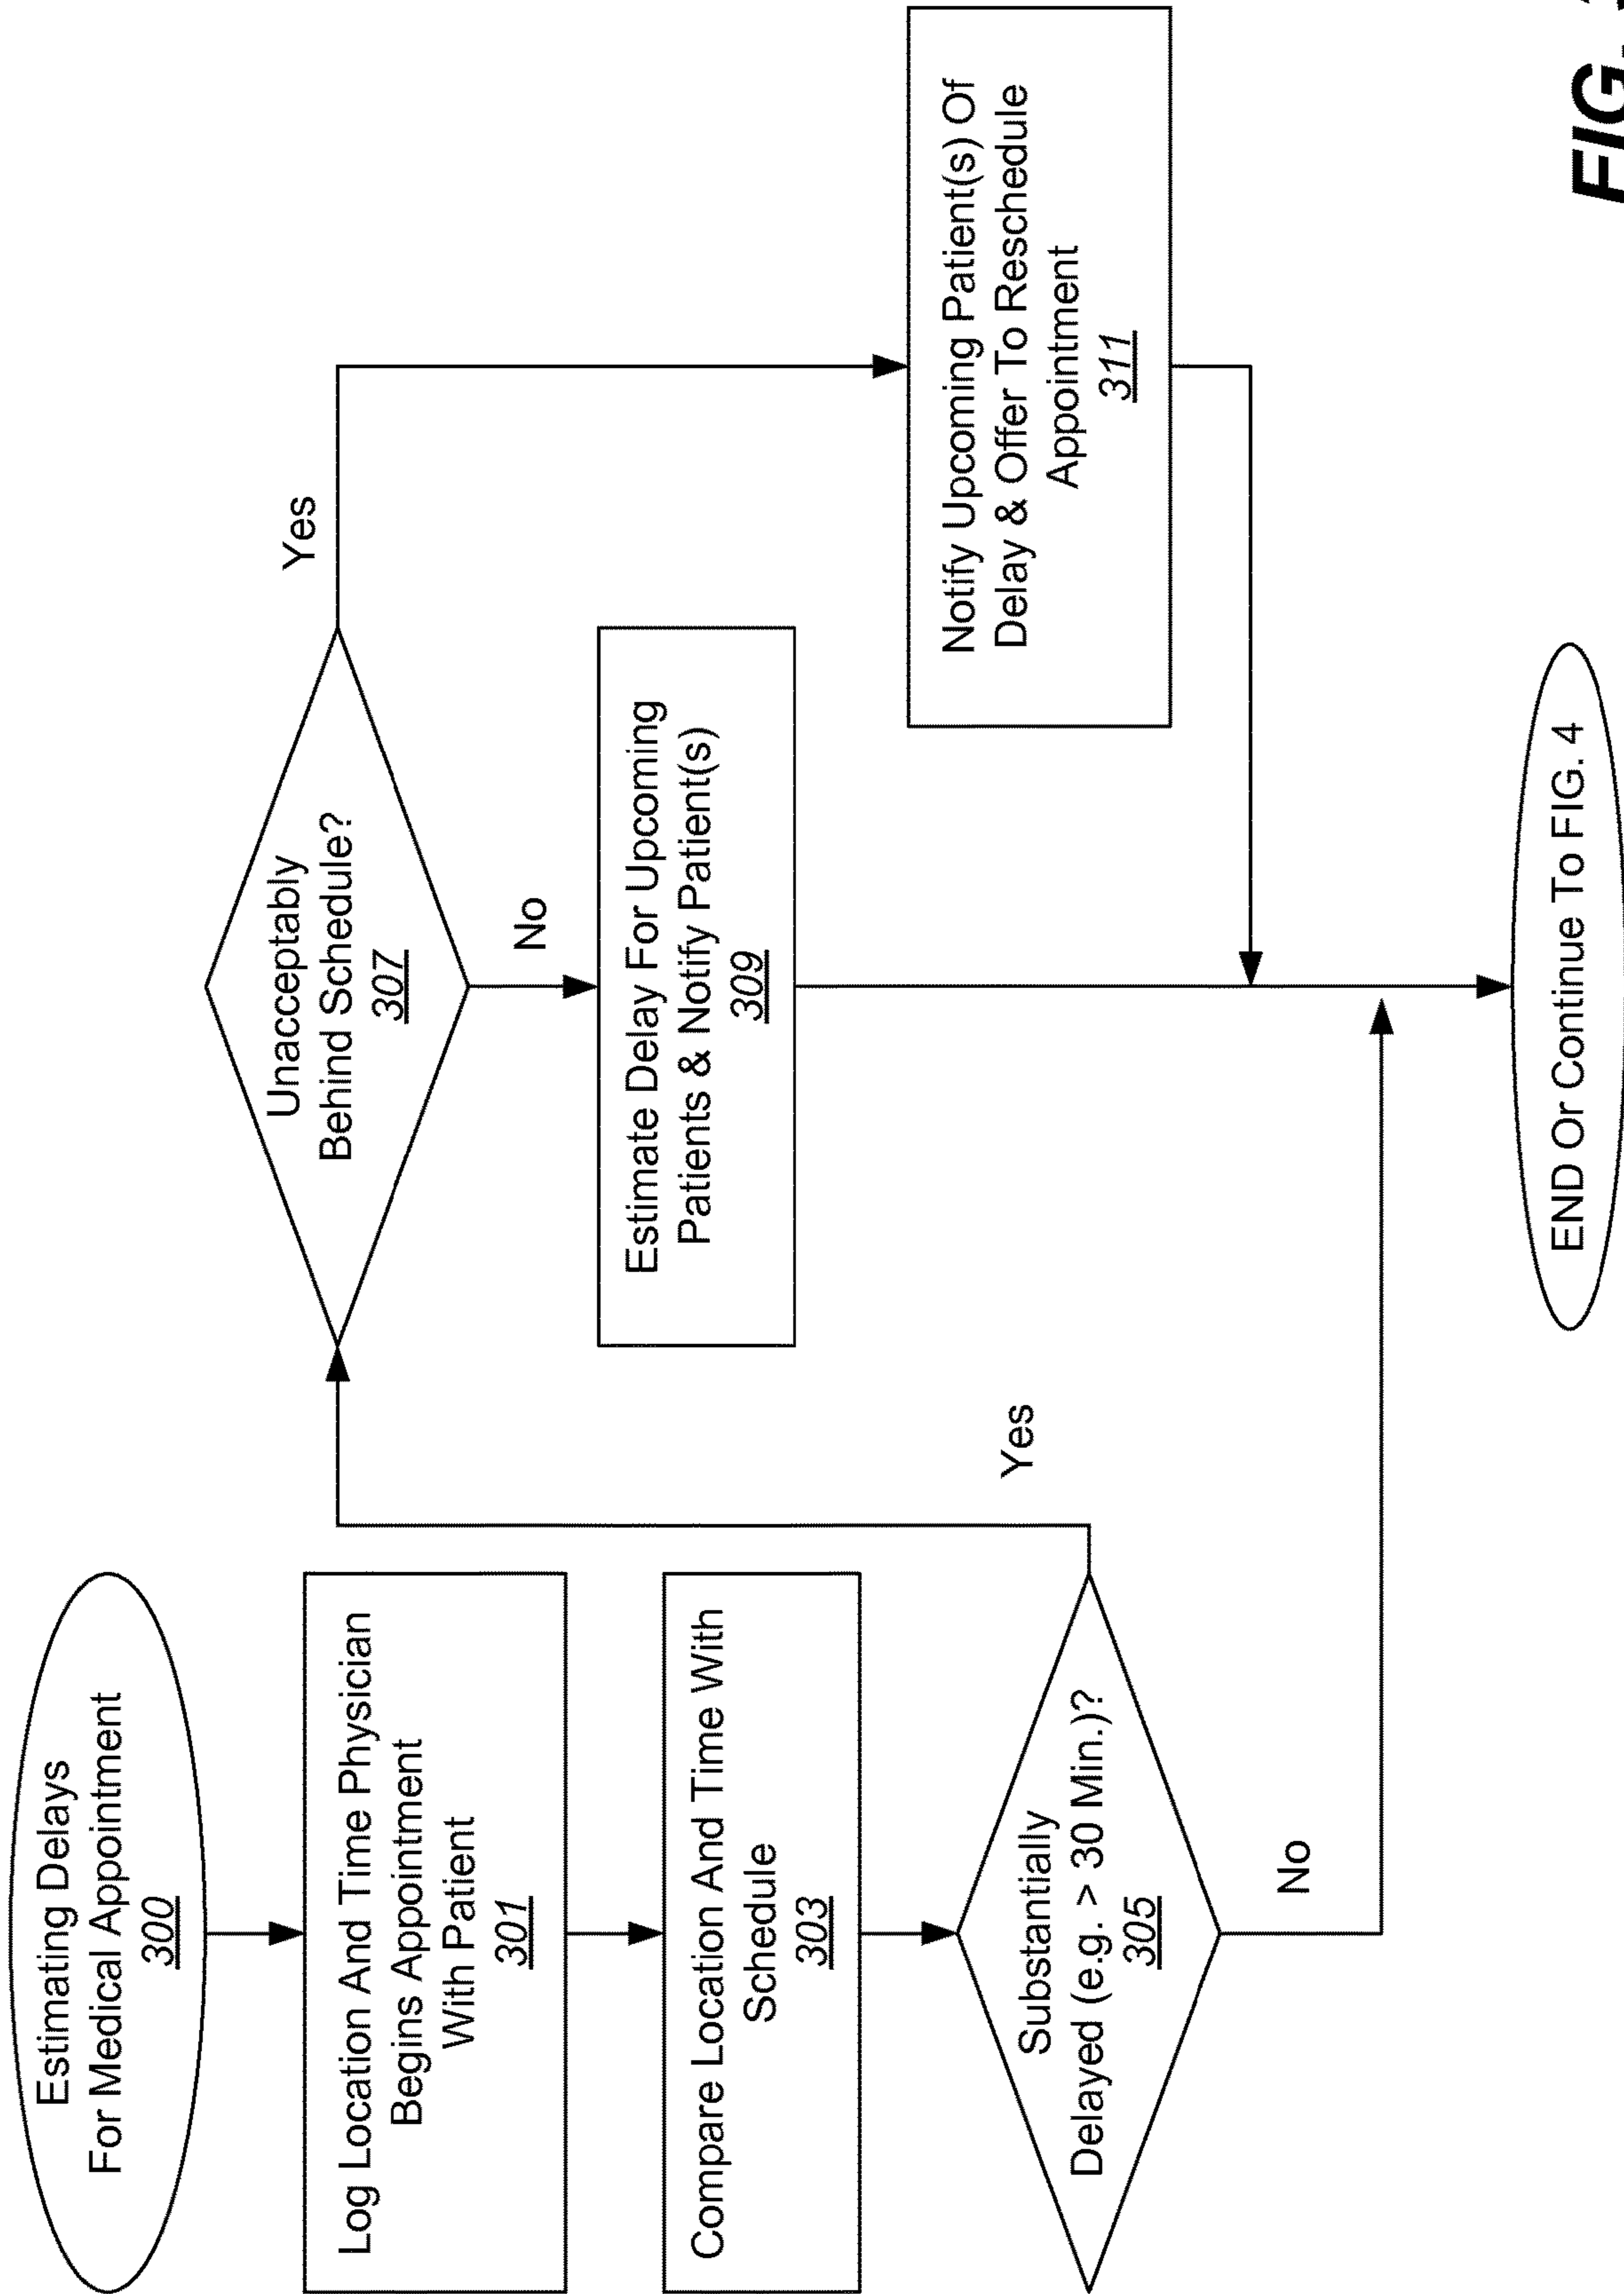 Estimating Delays
For Medical Appointment
300
Log Location And Time Physician
Begins Appointment
With Patient
301
Compare Location And Time With
Schedule
303
Substantially
Delayed (e.g. > 30 Min.)?
305
Yes
No
Unacceptably
Behind Schedule?
307
Yes
No
Estimate Delay For Upcoming
Patients & Notify Patient(s)
309
Notify Upcoming Patient(s) Of
Delay & Offer To Reschedule
Appointment
311
END Or Continue To FIG. 4
FIG.